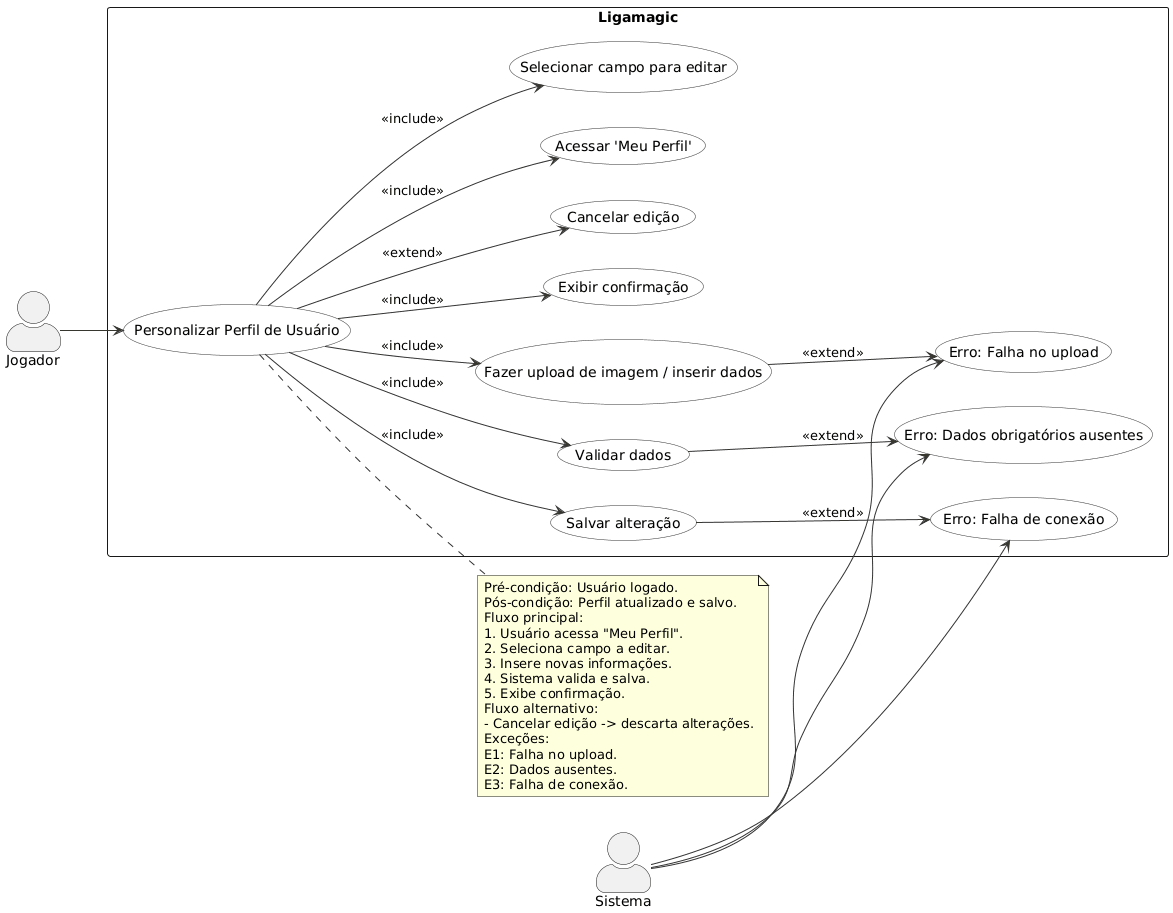 Ligamagic
Selecionar campo para editar
«include»
Acessar 'Meu Perfil'
«include»
Cancelar edição
«extend»
Exibir confirmação
«include»
Jogador
Personalizar Perfil de Usuário
«include»
Fazer upload de imagem / inserir dados
«extend»
Erro: Falha no upload
«include»
Validar dados
«extend»
Erro: Dados obrigatórios ausentes
«include»
Salvar alteração
«extend»
Erro: Falha de conexão
Pré-condição: Usuário logado.
Pós-condição: Perfil atualizado e salvo.
Fluxo principal:
1. Usuário acessa "Meu Perfil".
2. Seleciona campo a editar.
3. Insere novas informações.
4. Sistema valida e salva.
5. Exibe confirmação.
Fluxo alternativo:
- Cancelar edição -> descarta alterações.
Exceções:
E1: Falha no upload.
E2: Dados ausentes.
E3: Falha de conexão.
Sistema